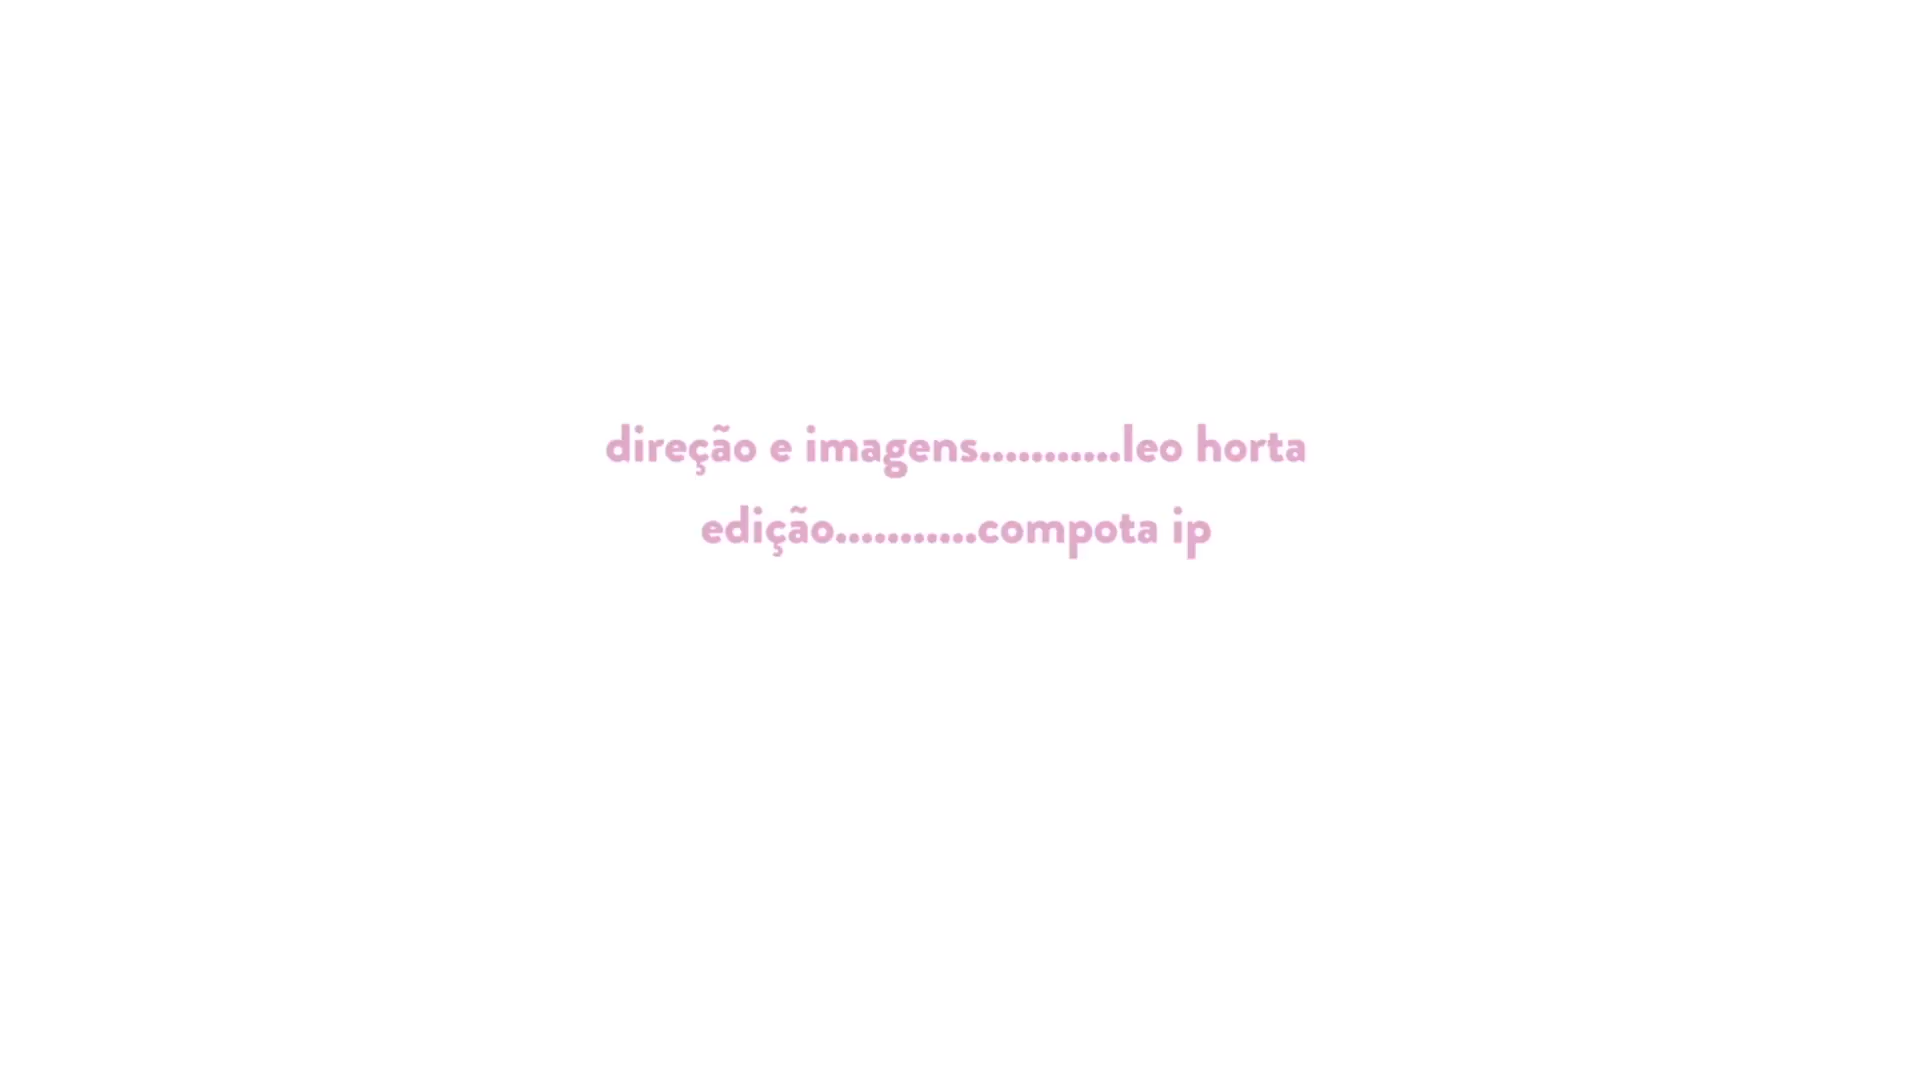 direção e imagens...........leo horta
edição...........compota ip